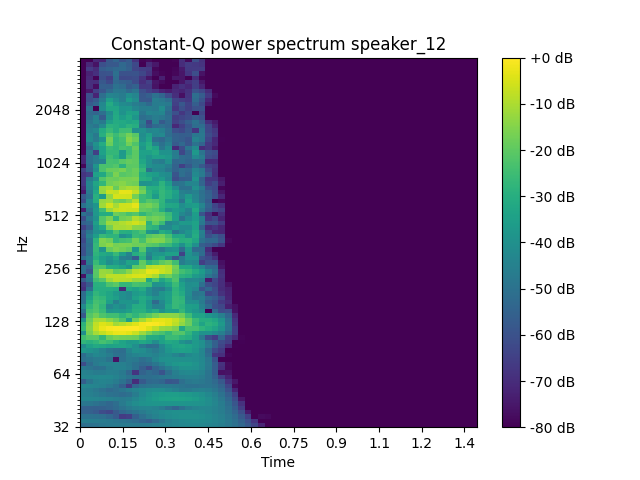 Constant-Q power spectrum speaker_12
Hz
2048
1024
512
256
128
64
32
0 0.15 0.3 0.45 0.6 0.75 0.9 1.1 1.2 1.4
Time
+0 dB
-10 dB
-20 dB
-30 dB
-40 dB
-50 dB
-60 dB
-70 dB
-80 dB